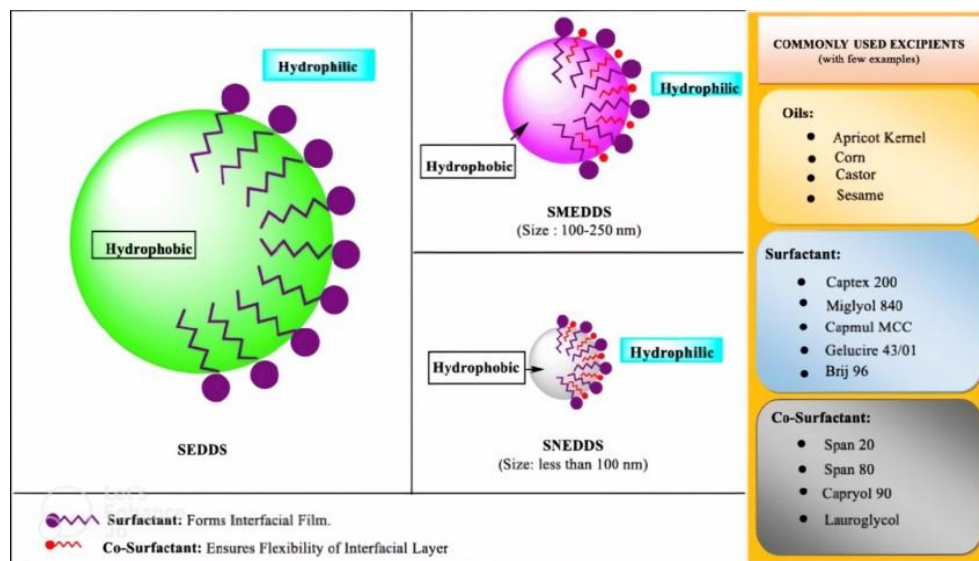 Hydrophilic
Hydrophobic
SEDDS
Hydrophilic
Hydrophobic
SMEDDS
(Size : 100-250 nm)
Hydrophobic
Hydrophilic
SNEDDS
(Size: less than 100 nm)
Surfactant: Forms Interfacial Film.
Co-Surfactant: Ensures Flexibility of Interfacial Layer
Let's
Enhance
.io
COMMONLY USED EXCIPIENTS
(with few examples)
Oils:
Apricot Kernel
Corn
Castor
Sesame
Surfactant:
Captex 200
Miglyol 840
Capmul MCC
Gelucire 43/01
Brij 96
Co-Surfactant:
Span 20
Span 80
Capryol 90
Lauroglycol